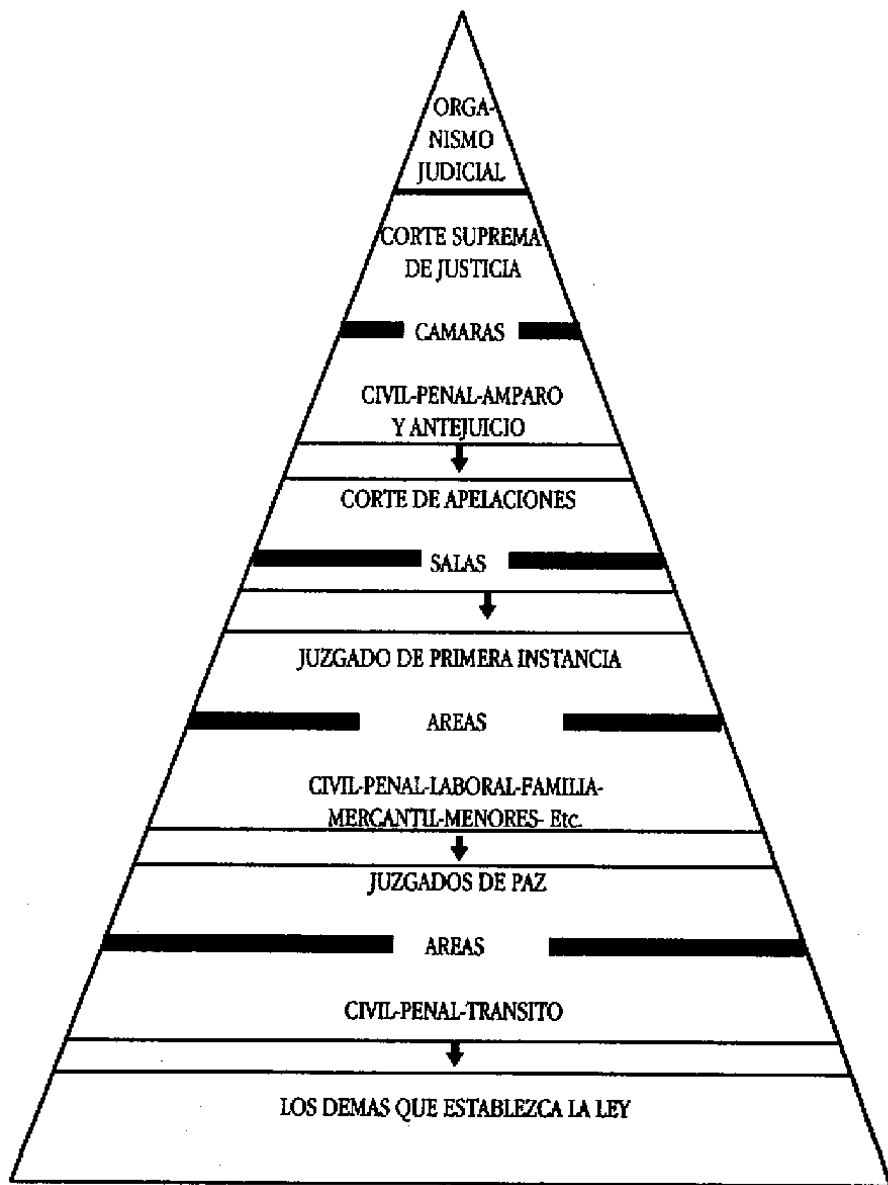 ORGA-
NISMO
JUDICIAL
CORTE SUPREMA
DE JUSTICIA
CAMARAS
CIVIL-PENAL-AMPARO
Y ANTEJUICIO
CORTE DE APELACIONES
SALAS
JUZGADO DE PRIMERA INSTANCIA
AREAS
CIVIL-PENAL-LABORAL-FAMILIA-
MERCANTIL-MENORES- Etc.
JUZGADOS DE PAZ
AREAS
CIVIL-PENAL-TRANSITO
LOS DEMAS QUE ESTABLEZCA LA LEY